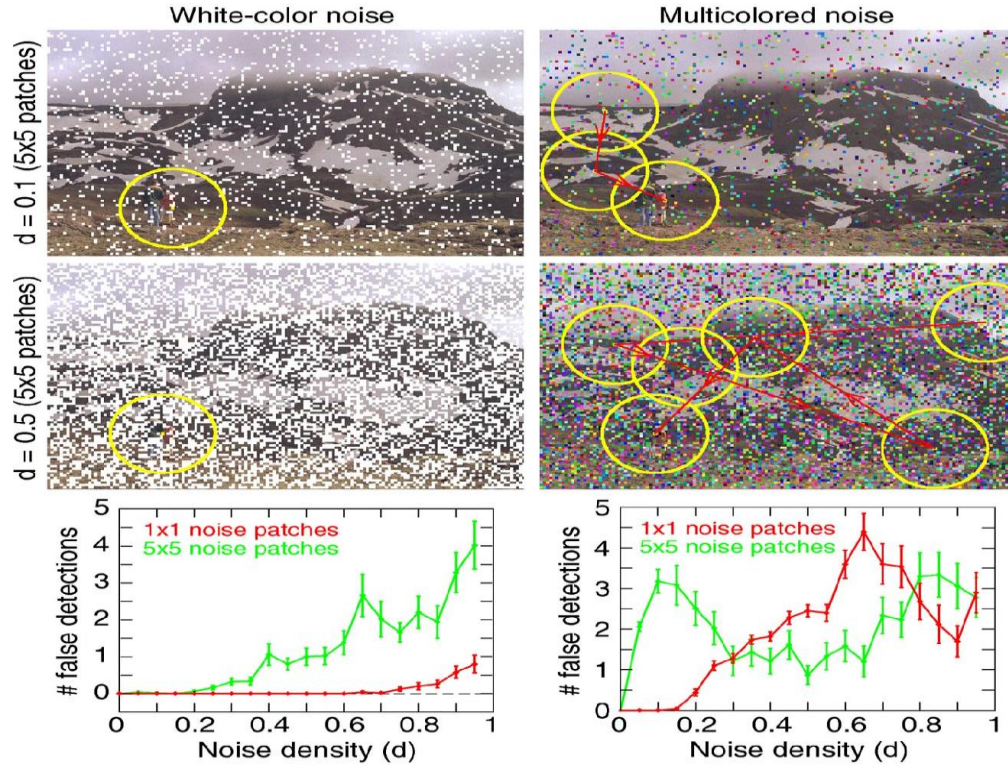 White-color noise
Multicolored noise
d = 0.1 (5x5 patches)
d = 0.5 (5x5 patches)
# false detections
5
4
3
2
1
0
1x1 noise patches
5x5 noise patches
0
0.2
0.4
0.6
0.8
1
Noise density (d)
# false detections
5
4
3
2
1
0
1x1 noise patches
5x5 noise patches
0
0.2
0.4
0.6
0.8
1
Noise density (d)